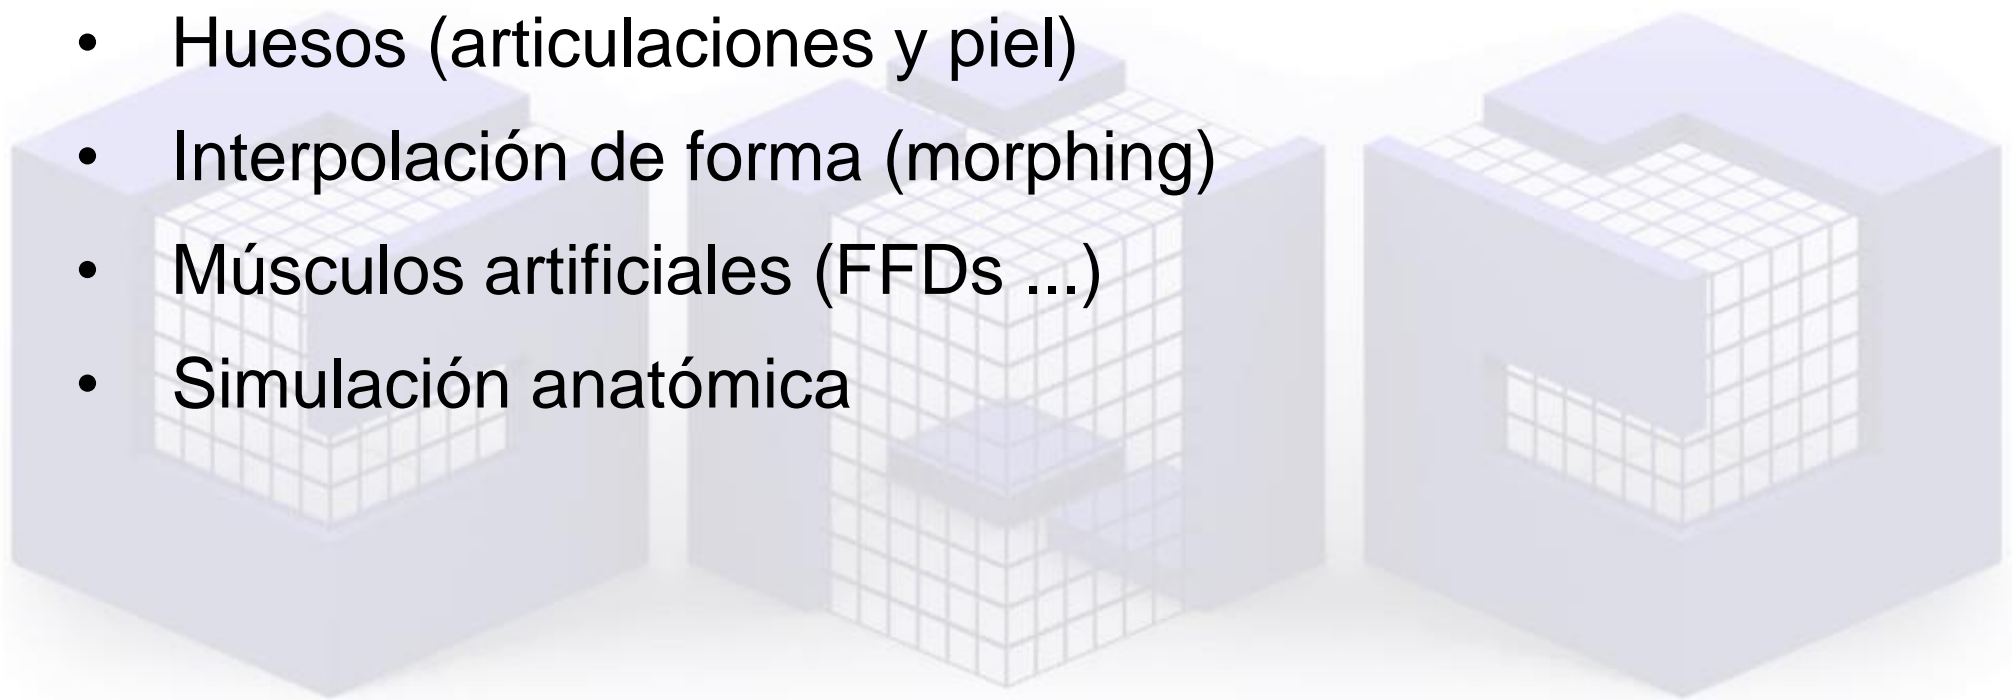 • Huesos (articulaciones y piel)
• Interpolación de forma (morphing)
• Músculos artificiales (FFDs ...)
• Simulación anatómica